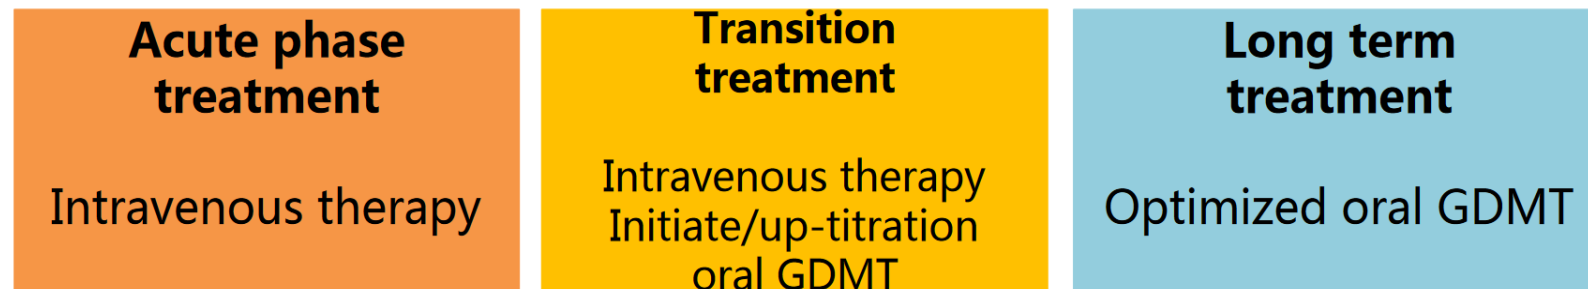 Acute phase
treatment
Intravenous therapy
Transition
treatment
Intravenous therapy
Initiate/up-titration
oral GDMT
Long term
treatment
Optimized oral GDMT